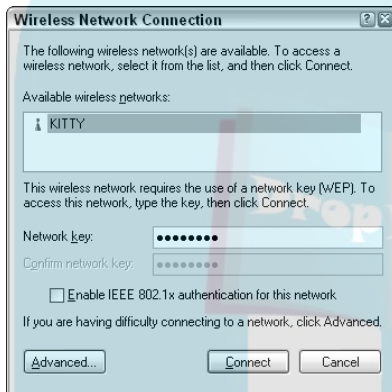 Wireless Network Connection
The following wireless network(s) are available. To access a
wireless network, select it from the list, and then click Connect.
Available wireless networks:
KITTY
This wireless network requires the use of a network key (WEP). To
access this network, type the key, then click Connect.
Network key: ••••••••
Confirm network key: ••••••••
Enable IEEE 802.1x authentication for this network
If you are having difficulty connecting to a network, click Advanced.
Advanced... Connect Cancel
Drop